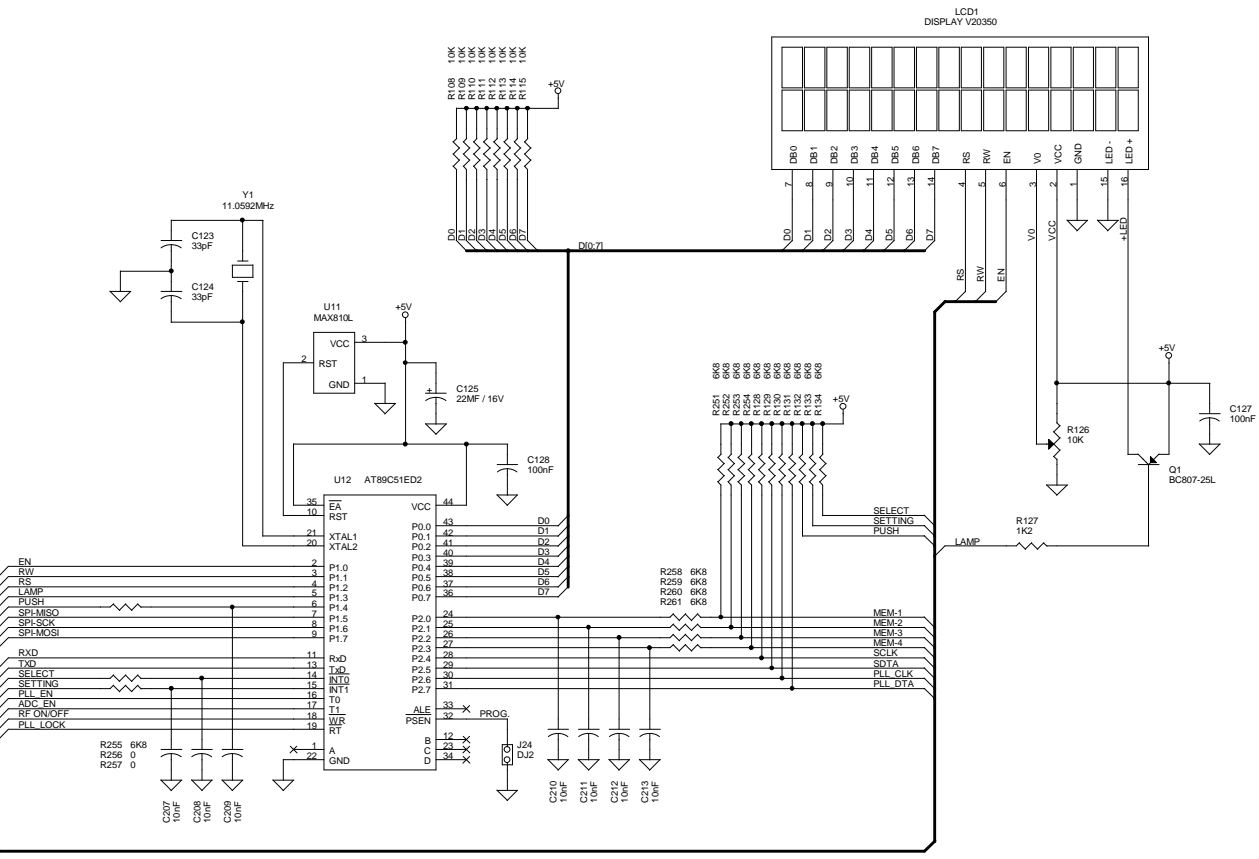 LCD1
DISPLAY V20350
DB0 DB1 DB2 DB3 DB4 DB5 DB6 DB7 RS RW EN V0 VCC GND LED - LED +
7 8 9 10 11 12 13 14 4 5 6 3 2 1 15 16
D0 D1 D2 D3 D4 D5 D6 D7
RS RW EN
V0 VCC +LED
R108 10K
R109 10K
R110 10K
R111 10K
R112 10K
R113 10K
R114 10K
R115 10K
+5V
D0 D1 D2 D3 D4 D5 D6 D7
D[0:7]
Y1
11.0592MHz
C123
33pF
C124
33pF
U11
MAX810L
VCC 3
2 RST
GND 1
+5V
C125
22MF / 16V
C128
100nF
R251 6K8
R252 6K8
R253 6K8
R254 6K8
R128 6K8
R129 6K8
R130 6K8
R131 6K8
R132 6K8
R133 6K8
R134 6K8
+5V
+5V
C127
100nF
R126
10K
Q1
BC807-25L
R127
1K2
SELECT
SETTING
PUSH
LAMP
U12 AT89C51ED2
35 EA
10 RST
21 XTAL1
20 XTAL2
EN 2 P1.0
RW 3 P1.1
RS 4 P1.2
LAMP 5 P1.3
PUSH 6 P1.4
SPI-MISO 7 P1.5
SPI-SCK 8 P1.6
SPI-MOSI 9 P1.7
RXD 11 RxD
TXD 13 TxD
SELECT 14 INT0
SETTING 15 INT1
PLL_EN 16 T0
ADC_EN 17 T1
RF ON/OFF 18 WR
PLL_LOCK 19 RT
1 A
22 GND
VCC 44
P0.0 43 D0
P0.1 42 D1
P0.2 41 D2
P0.3 40 D3
P0.4 39 D4
P0.5 38 D5
P0.6 37 D6
P0.7 36 D7
P2.0 24 MEM-1
P2.1 25 MEM-2
P2.2 26 MEM-3
P2.3 27 MEM-4
P2.4 28 SCLK
P2.5 29 SDTA
P2.6 30 PLL_CLK
P2.7 31 PLL_DTA
ALE 33
PSEN 32 PROG.
B 12
C 23
D 34
R258 6K8
R259 6K8
R260 6K8
R261 6K8
J24
DJ2
R255 6K8
R256 0
R257 0
C207 10nF
C208 10nF
C209 10nF
C210 10nF
C211 10nF
C212 10nF
C213 10nF